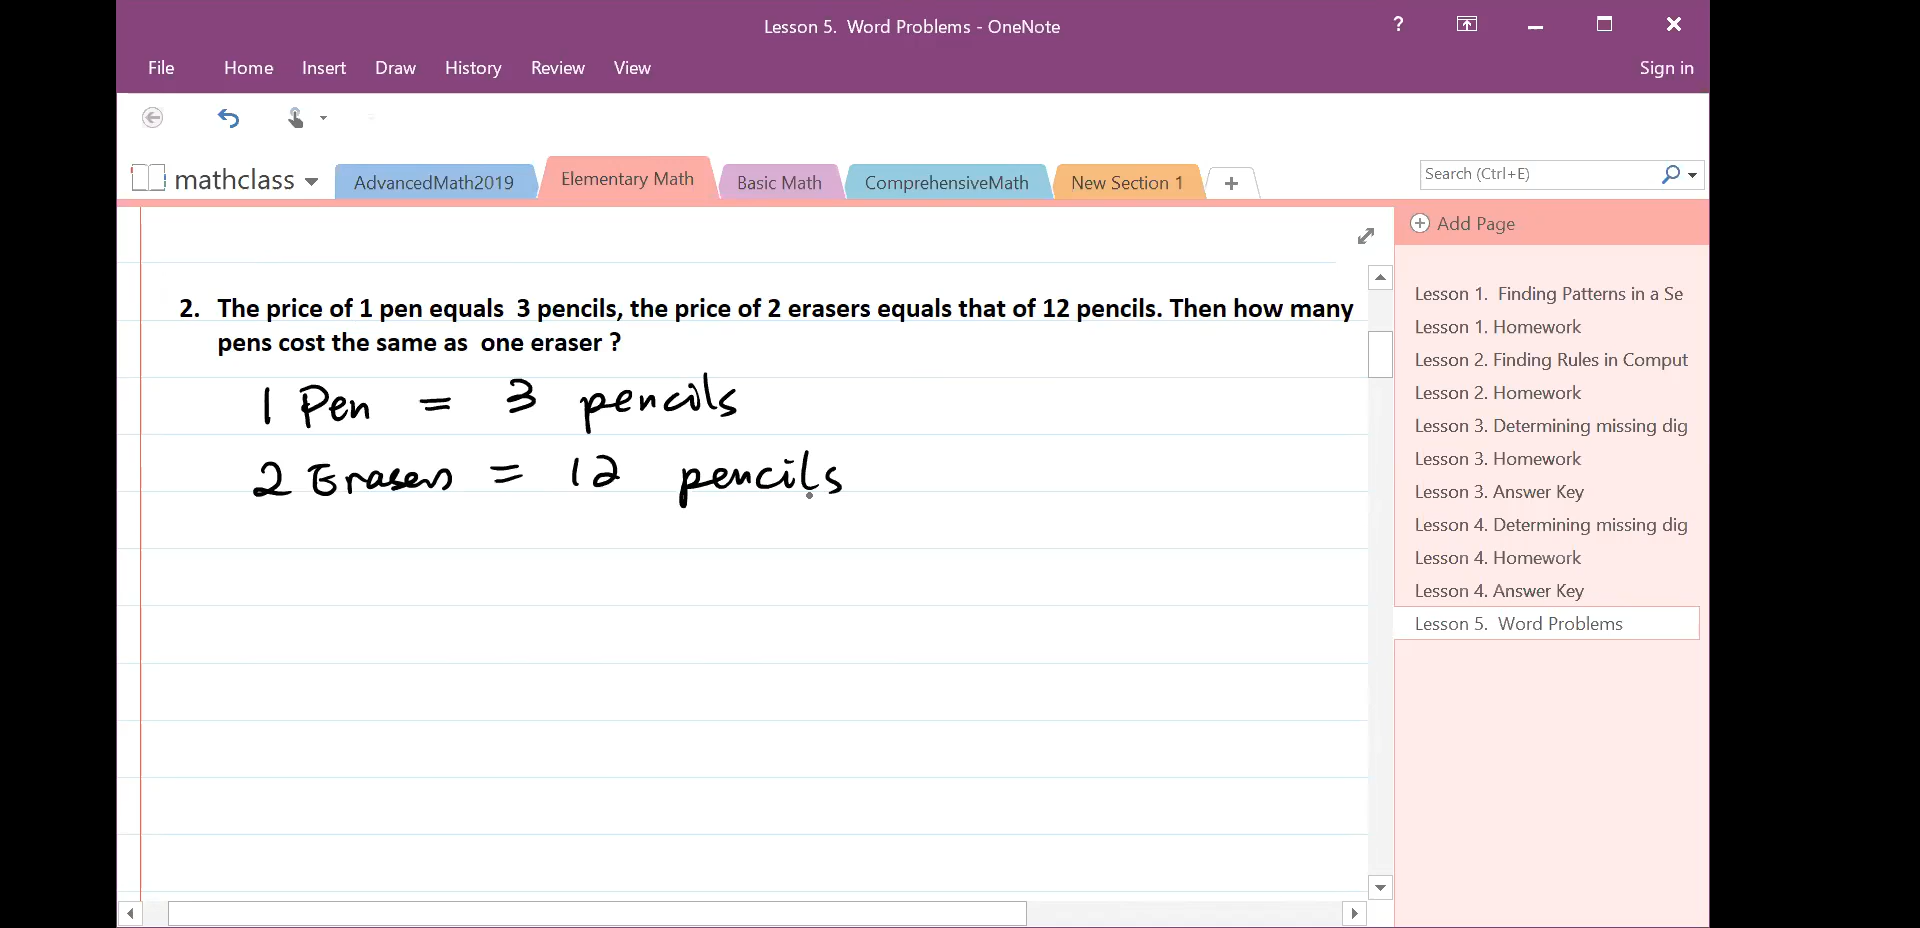 Lesson 5.  Word Problems - OneNote
File Home Insert Draw History Review View
Sign in
mathclass
AdvancedMath2019
Elementary Math
Basic Math
ComprehensiveMath
New Section 1
Search (Ctrl+E)
2. The price of 1 pen equals  3 pencils, the price of 2 erasers equals that of 12 pencils. Then how many
pens cost the same as  one eraser ?
1 Pen = 3 pencils
2 Erasers = 12 pencils
Add Page
Lesson 1.  Finding Patterns in a Se
Lesson 1. Homework
Lesson 2. Finding Rules in Comput
Lesson 2. Homework
Lesson 3. Determining missing dig
Lesson 3. Homework
Lesson 3. Answer Key
Lesson 4. Determining missing dig
Lesson 4. Homework
Lesson 4. Answer Key
Lesson 5.  Word Problems